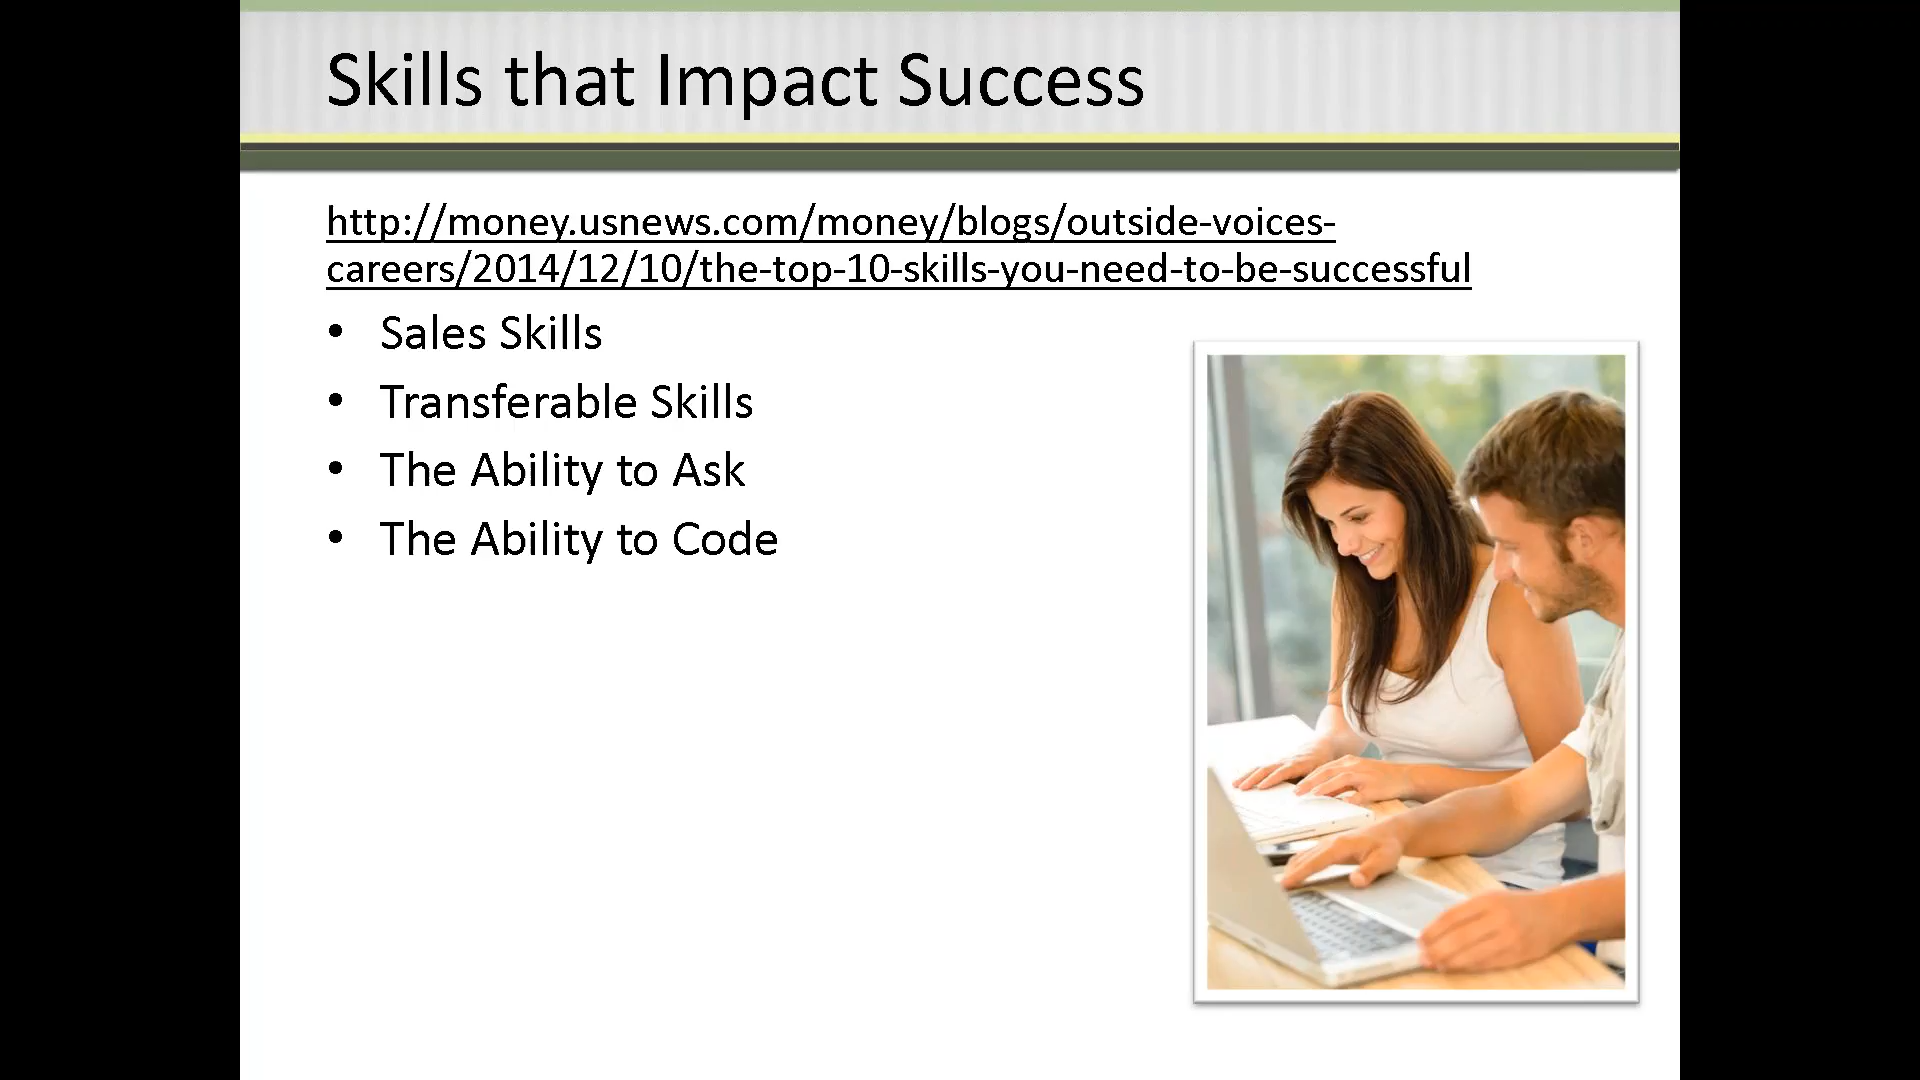 Skills that Impact Success
http://money.usnews.com/money/blogs/outside-voices-
careers/2014/12/10/the-top-10-skills-you-need-to-be-successful
• Sales Skills
• Transferable Skills
• The Ability to Ask
• The Ability to Code